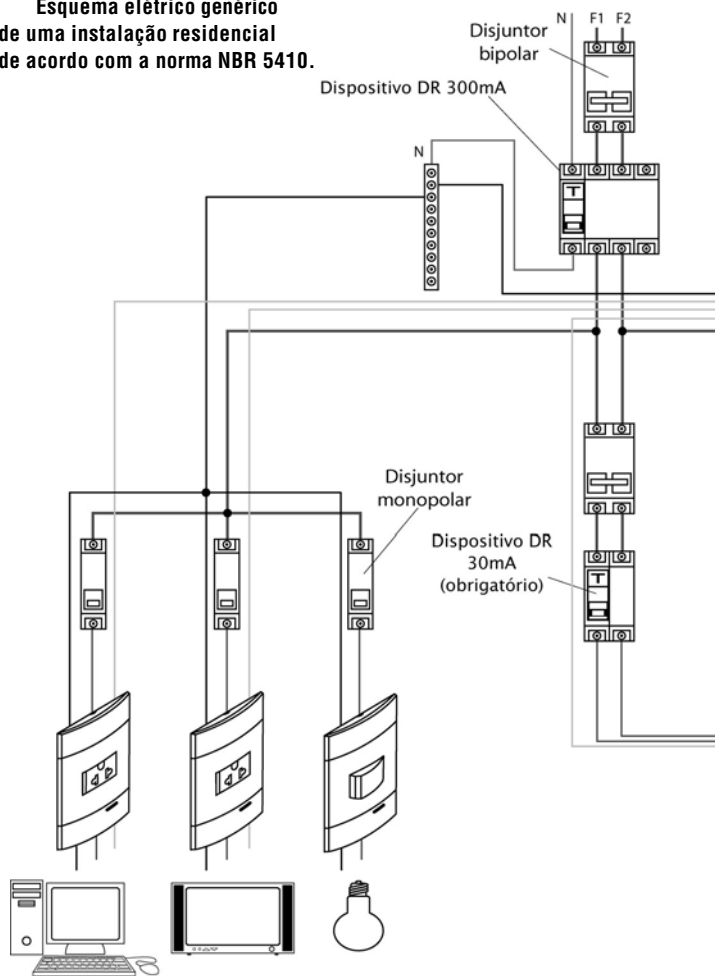 Esquema elétrico genérico
de uma instalação residencial
de acordo com a norma NBR 5410.
N F1 F2
Disjuntor
bipolar
Dispositivo DR 300mA
N
Disjuntor
monopolar
Dispositivo DR
30mA
(obrigatório)